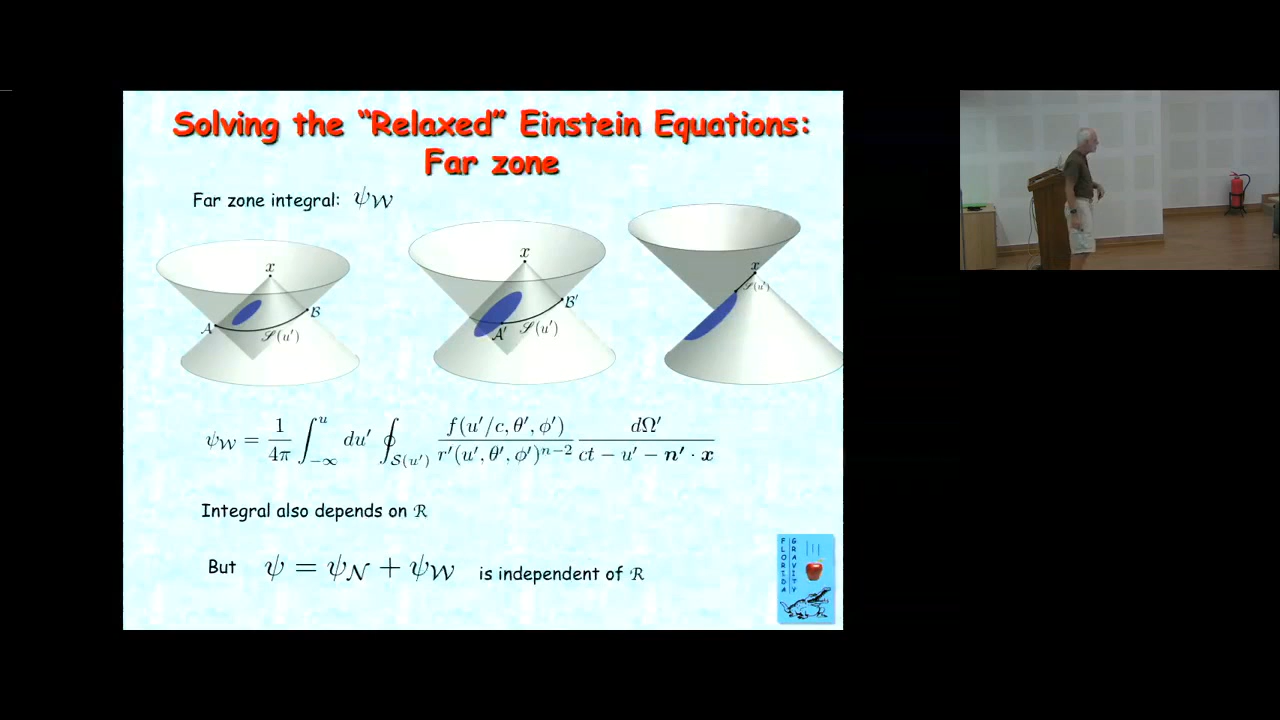 Solving the “Relaxed” Einstein Equations:
Far zone
Far zone integral: ψ_𝒲
x
A
B
𝒮(u′)
x
A′
B′
𝒮(u′)
x
𝒮(u′)
ψ_𝒲 = 1/4π ∫_{−∞}^{u} du′ ∮_{𝒮(u′)} f(u′/c, θ′, ϕ′) / r′(u′, θ′, ϕ′)^{n−2} dΩ′ / ct − u′ − n′ · x
Integral also depends on ℛ
But ψ = ψ_𝒩 + ψ_𝒲 is independent of ℛ
FLORIDA
GRAVITY